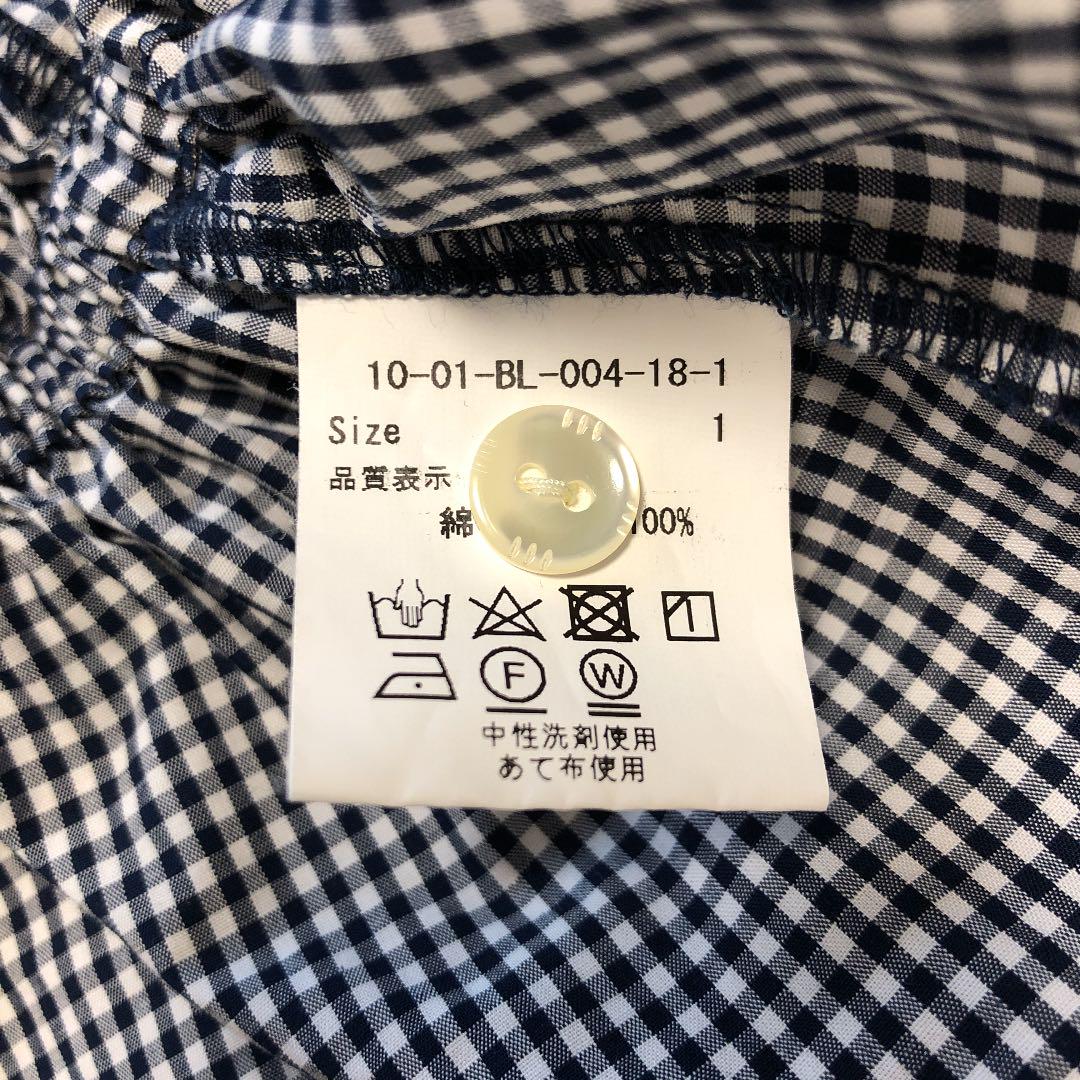 10-01-BL-004-18-1
Size 1
品質表示
綿 100%
F W
中性洗剤使用
あて布使用